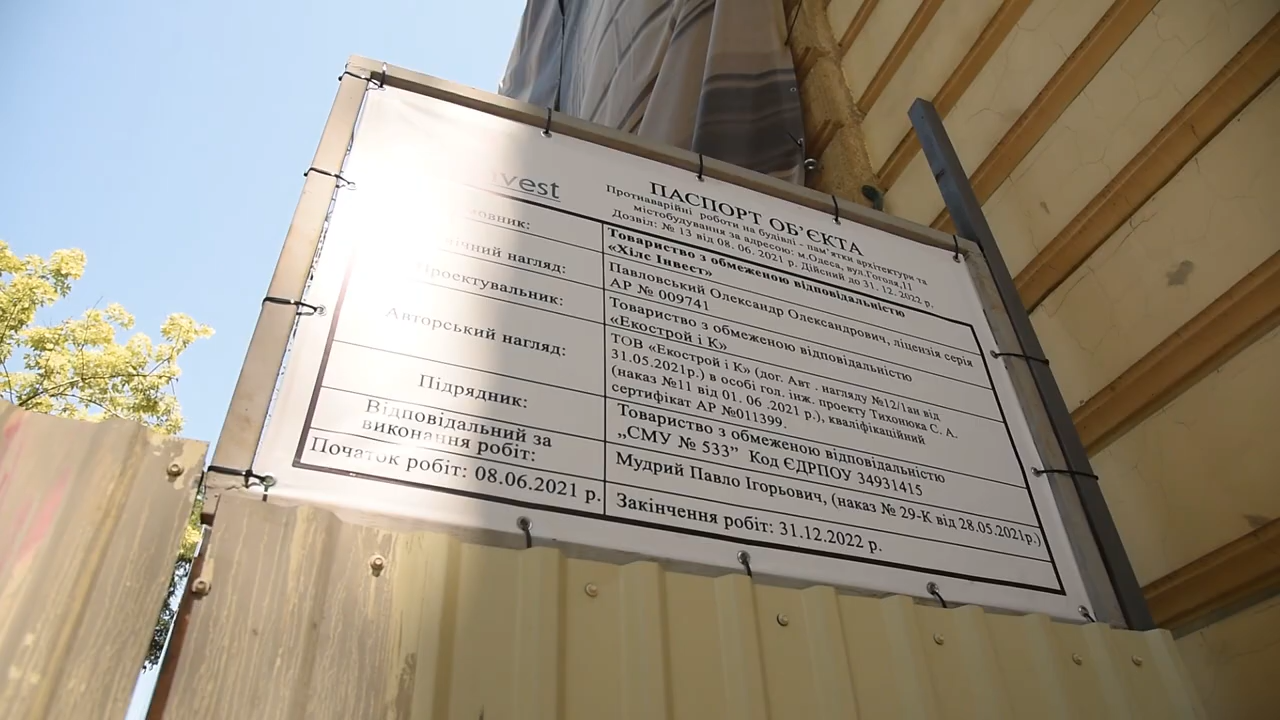 nvest
ПАСПОРТ ОБ'ЄКТА
Протиаварійні роботи на будівлі - пам'ятки архітектури та
містобудування за адресою: м.Одеса, вул.Гоголя,11
Дозвіл: № 13 від 08. 06. 2021 р. Дійсний до 31. 12. 2022 р.
Товариство з обмеженою відповідальністю
«Хілс Інвест»
нагляд:
Павловський Олександр Олександрович, ліцензія серія
АР № 009741
Проектувальник:
Товариство з обмеженою відповідальністю
«Екострой і К»
Авторський нагляд:
ТОВ «Екострой і К» (дог. Авт . нагляду №12/1ан від
31.05.2021р.) в особі гол. інж. проекту Тихонюка С. А.
(наказ №11 від 01. 06 .2021 р.), кваліфікаційний
сертифікат АР №011399.
Підрядник:
Товариство з обмеженою відповідальністю
„СМУ № 533” Код ЄДРПОУ 34931415
Відповідальний за
виконання робіт:
Мудрий Павло Ігорьович, (наказ № 29-К від 28.05.2021р.)
Початок робіт: 08.06.2021 р.
Закінчення робіт: 31.12.2022 р.